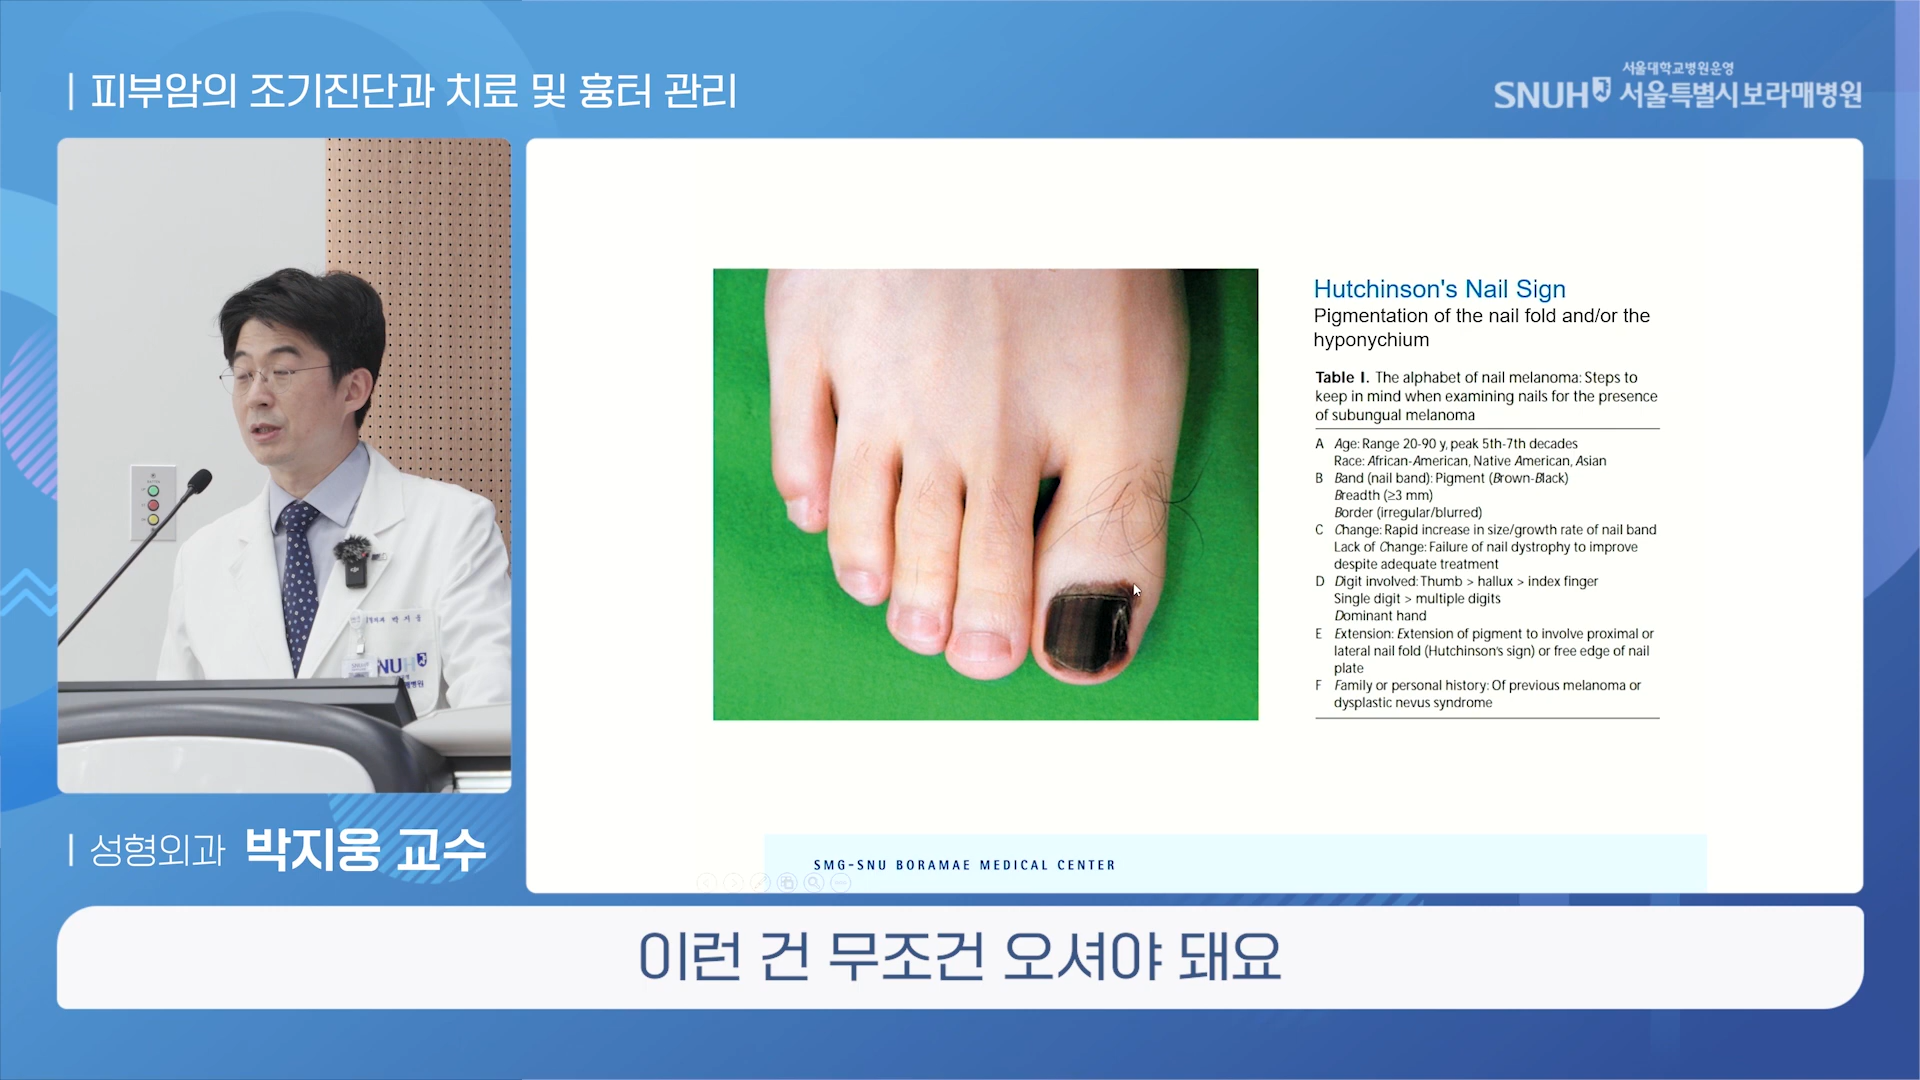 피부암의 조기진단과 치료 및 흉터 관리
서울대학교병원운영
SNUH 서울특별시보라매병원
Hutchinson's Nail Sign
Pigmentation of the nail fold and/or the
hyponychium
Table I. The alphabet of nail melanoma: Steps to
keep in mind when examining nails for the presence
of subungual melanoma
A Age: Range 20-90 y, peak 5th-7th decades
Race: African-American, Native American, Asian
B Band (nail band): Pigment (Brown-Black)
Breadth (≥3 mm)
Border (irregular/blurred)
C Change: Rapid increase in size/growth rate of nail band
Lack of Change: Failure of nail dystrophy to improve
despite adequate treatment
D Digit involved: Thumb > hallux > index finger
Single digit > multiple digits
Dominant hand
E Extension: Extension of pigment to involve proximal or
lateral nail fold (Hutchinson's sign) or free edge of nail
plate
F Family or personal history: Of previous melanoma or
dysplastic nevus syndrome
SMG-SNU BORAMAE MEDICAL CENTER
성형외과 박지웅 교수
이런 건 무조건 오셔야 돼요